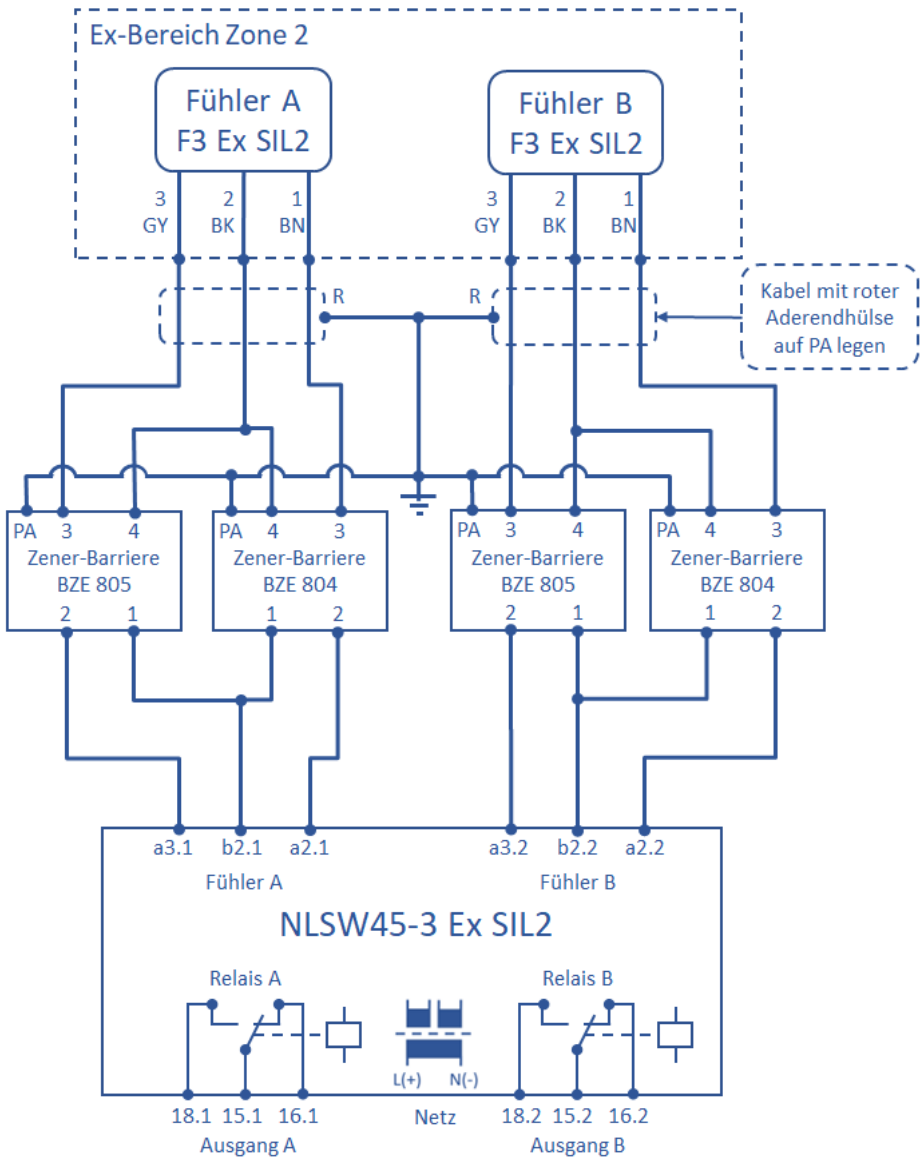 Ex-Bereich Zone 2
Fühler A
F3 Ex SIL2
Fühler B
F3 Ex SIL2
3 2 1
GY BK BN
3 2 1
GY BK BN
R R
Kabel mit roter
Aderendhülse
auf PA legen
PA 3 4
Zener-Barriere
BZE 805
2 1
PA 4 3
Zener-Barriere
BZE 804
1 2
PA 3 4
Zener-Barriere
BZE 805
2 1
PA 4 3
Zener-Barriere
BZE 804
1 2
a3.1 b2.1 a2.1
Fühler A
a3.2 b2.2 a2.2
Fühler B
NLSW45-3 Ex SIL2
Relais A
Relais B
L(+) N(-)
18.1 15.1 16.1
Ausgang A
Netz
18.2 15.2 16.2
Ausgang B